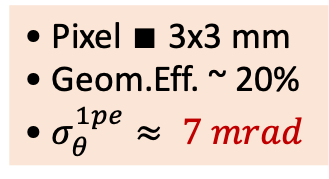 • Pixel ■ 3x3 mm
• Geom.Eff. ~ 20%
• σ_θ^{1pe} ≈ 7 mrad